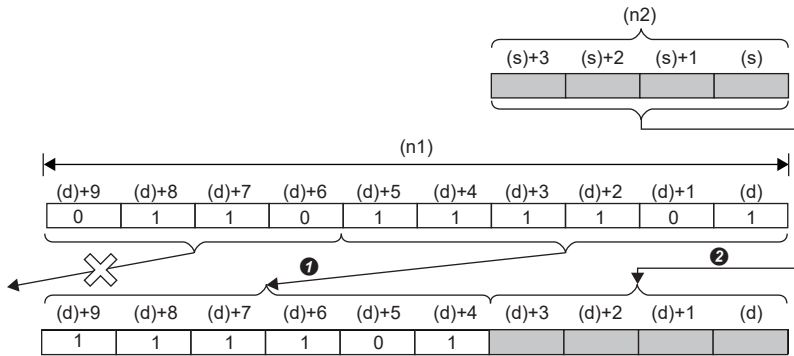 (n2)
(s)+3 (s)+2 (s)+1 (s)
(n1)
(d)+9 (d)+8 (d)+7 (d)+6 (d)+5 (d)+4 (d)+3 (d)+2 (d)+1 (d)
0 1 1 0 1 1 1 1 0 1
❶ ❷
(d)+9 (d)+8 (d)+7 (d)+6 (d)+5 (d)+4 (d)+3 (d)+2 (d)+1 (d)
1 1 1 1 0 1